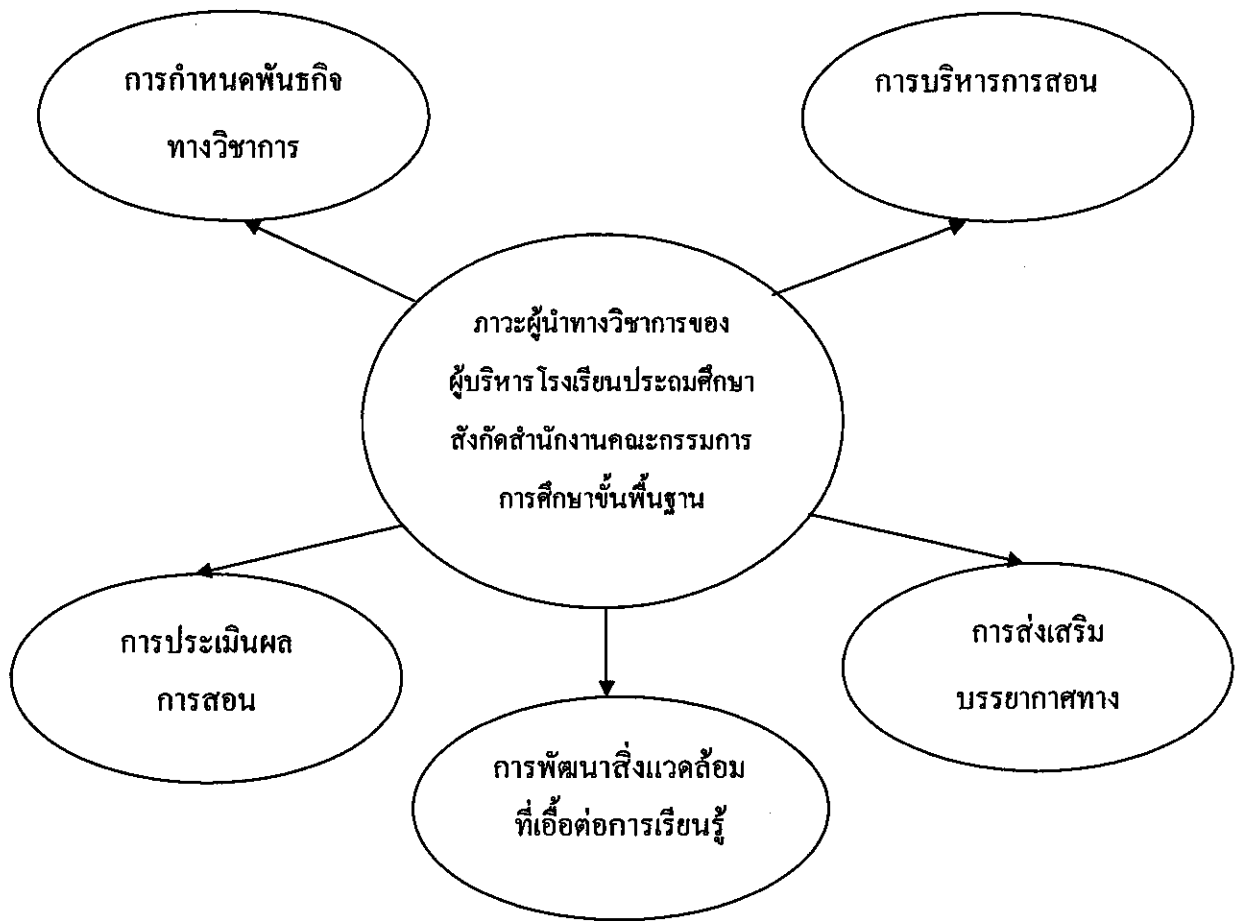 การกำหนดพันธกิจ
ทางวิชาการ
การบริหารการสอน
ภาวะผู้นำทางวิชาการของ
ผู้บริหารโรงเรียนประถมศึกษา
สังกัดสำนักงานคณะกรรมการ
การศึกษาขั้นพื้นฐาน
การประเมินผล
การสอน
การพัฒนาสิ่งแวดล้อม
ที่เอื้อต่อการเรียนรู้
การส่งเสริม
บรรยากาศทาง